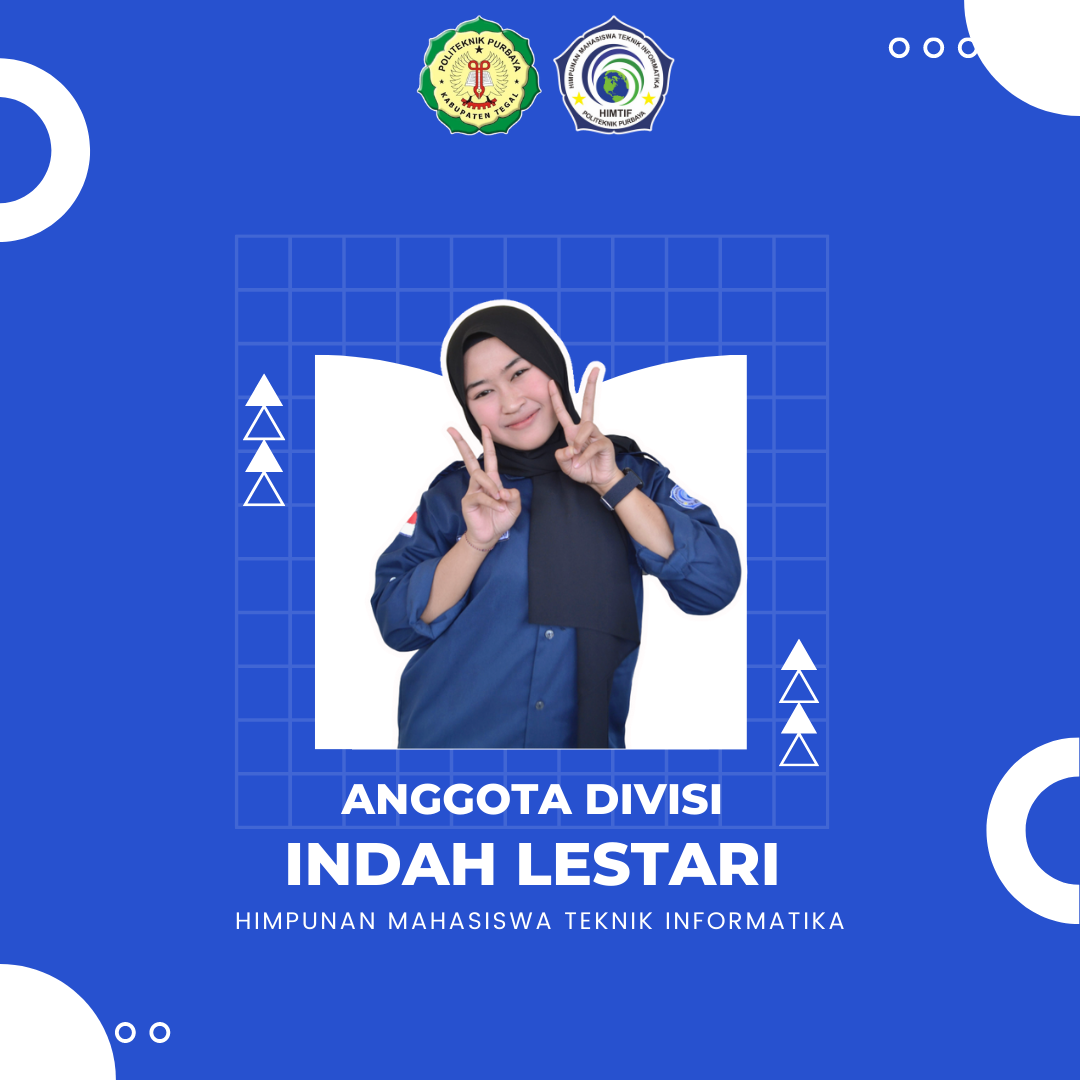 POLITEKNIK PURBAYA
KABUPATEN TEGAL
HIMPUNAN MAHASISWA TEKNIK INFORMATIKA
HIMTIF
POLITEKNIK PURBAYA
ANGGOTA DIVISI
INDAH LESTARI
HIMPUNAN MAHASISWA TEKNIK INFORMATIKA